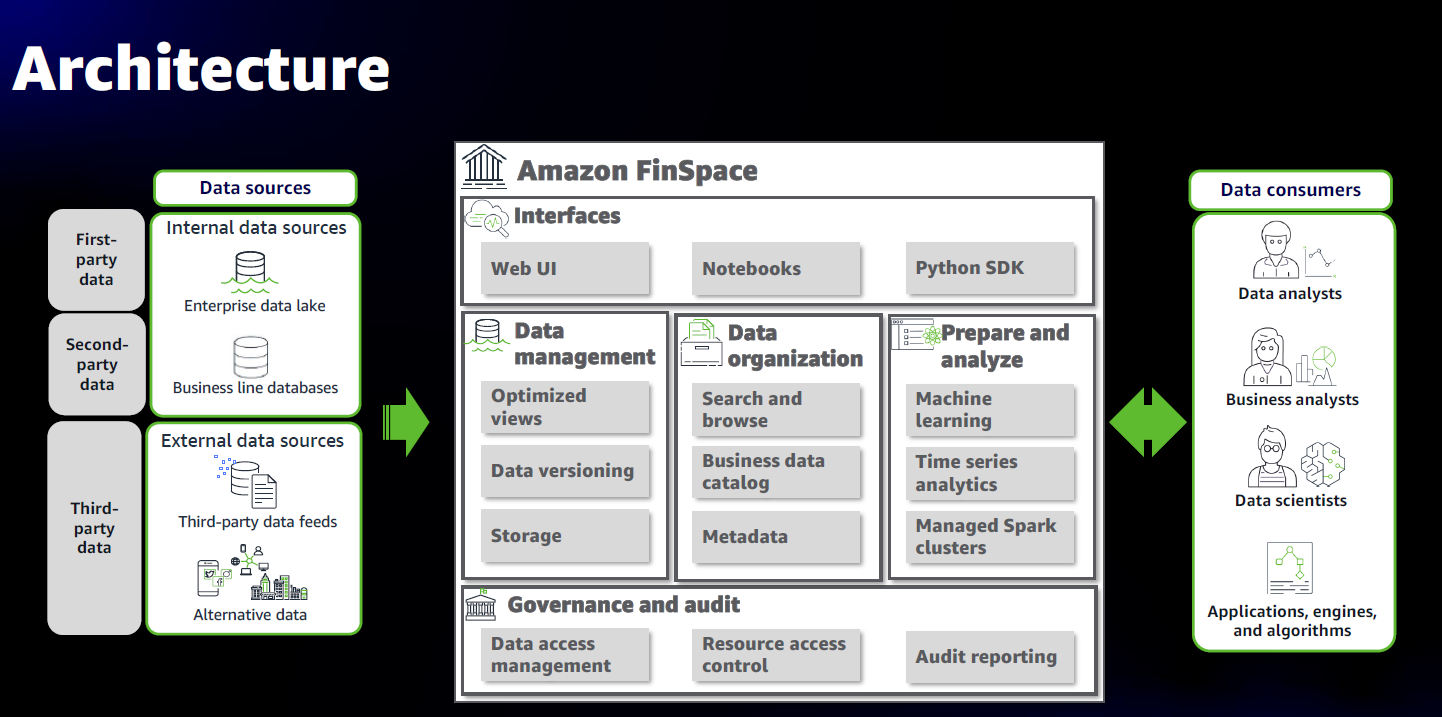 Architecture
Data sources
First-
party
data
Second-
party
data
Third-
party
data
Internal data sources
Enterprise data lake
Business line databases
External data sources
Third-party data feeds
Alternative data
Amazon FinSpace
Interfaces
Web UI
Notebooks
Python SDK
Data
management
Optimized
views
Data versioning
Storage
Data
organization
Search and
browse
Business data
catalog
Metadata
Prepare and
analyze
Machine
learning
Time series
analytics
Managed Spark
clusters
Governance and audit
Data access
management
Resource access
control
Audit reporting
Data consumers
Data analysts
Business analysts
Data scientists
Applications, engines,
and algorithms